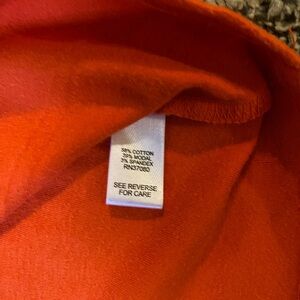 58% COTTON
39% MODAL
3% SPANDEX
RN37080
SEE REVERSE
FOR CARE